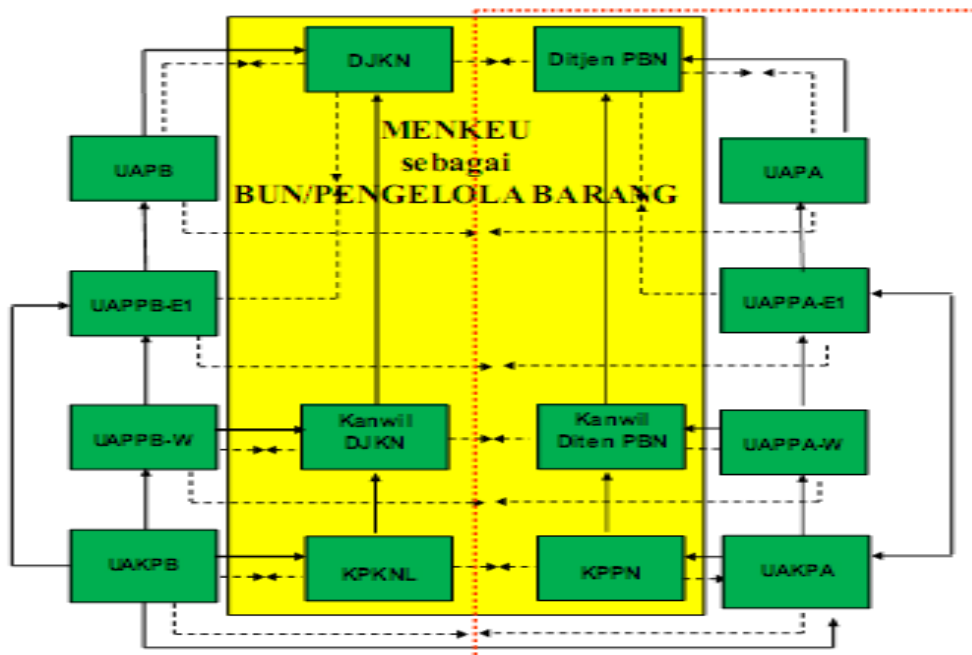 DJKN
Ditjen PBN
MENKEU
sebagai
BUN/PENGELOLA BARANG
UAPB
UAPA
UAPPB-E1
UAPPA-E1
UAPPB-W
Kanwil
DJKN
Kanwil
Diten PBN
UAPPA-W
UAKPB
KPKNL
KPPN
UAKPA